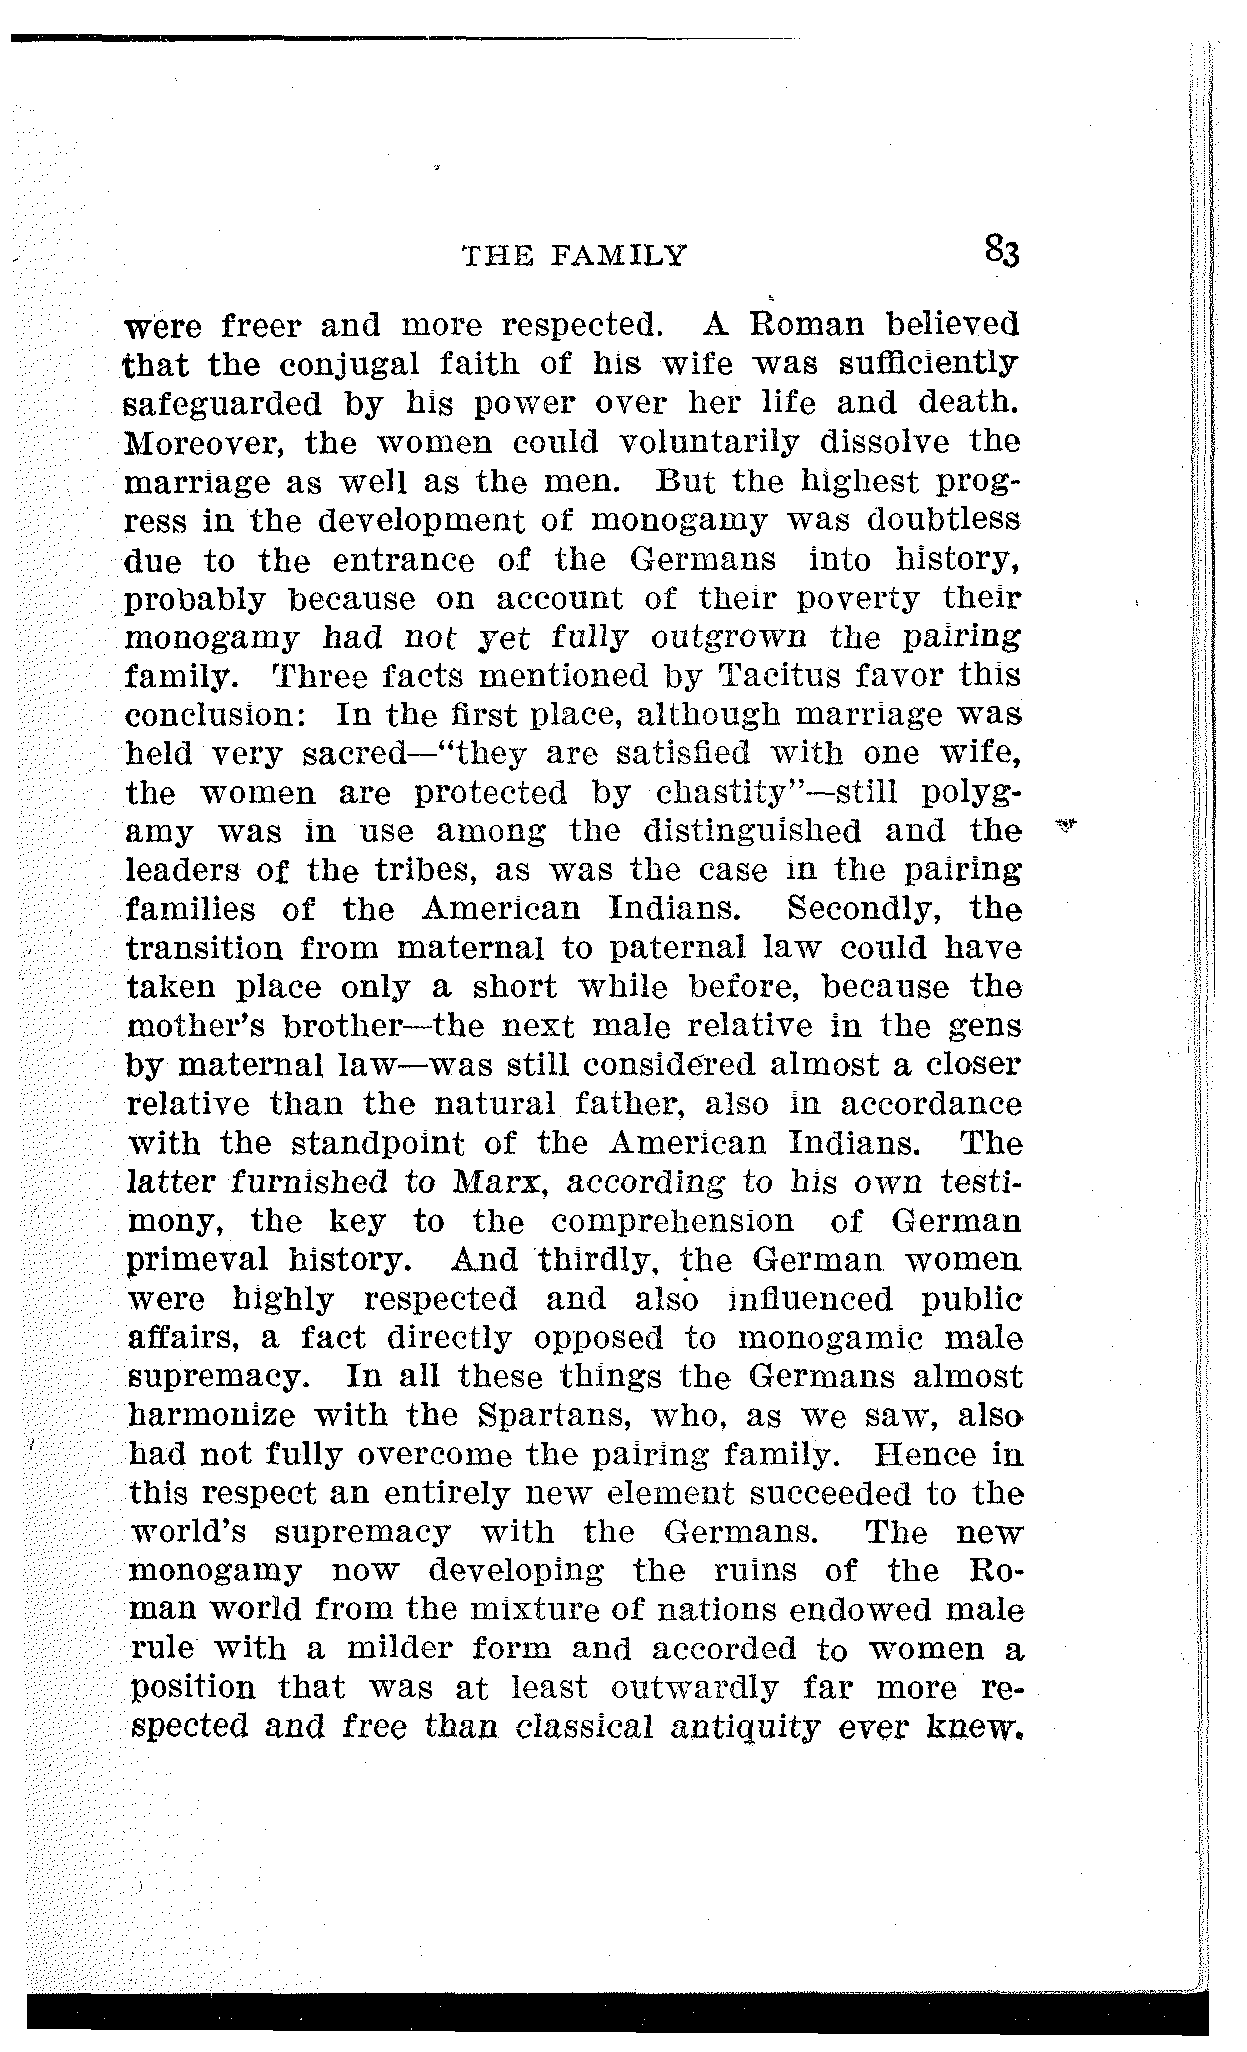 THE FAMILY 83
were freer and more respected. A Roman believed
that the conjugal faith of his wife was sufficiently
safeguarded by his power over her life and death.
Moreover, the women could voluntarily dissolve the
marriage as well as the men. But the highest prog-
ress in the development of monogamy was doubtless
due to the entrance of the Germans into history,
probably because on account of their poverty their
monogamy had not yet fully outgrown the pairing
family. Three facts mentioned by Tacitus favor this
conclusion: In the first place, although marriage was
held very sacred—“they are satisfied with one wife,
the women are protected by chastity”—still polyg-
amy was in use among the distinguished and the
leaders of the tribes, as was the case in the pairing
families of the American Indians. Secondly, the
transition from maternal to paternal law could have
taken place only a short while before, because the
mother’s brother—the next male relative in the gens
by maternal law—was still considered almost a closer
relative than the natural father, also in accordance
with the standpoint of the American Indians. The
latter furnished to Marx, according to his own testi-
mony, the key to the comprehension of German
primeval history. And thirdly, the German women
were highly respected and also influenced public
affairs, a fact directly opposed to monogamic male
supremacy. In all these things the Germans almost
harmonize with the Spartans, who, as we saw, also
had not fully overcome the pairing family. Hence in
this respect an entirely new element succeeded to the
world’s supremacy with the Germans. The new
monogamy now developing the ruins of the Ro-
man world from the mixture of nations endowed male
rule with a milder form and accorded to women a
position that was at least outwardly far more re-
spected and free than classical antiquity ever knew.